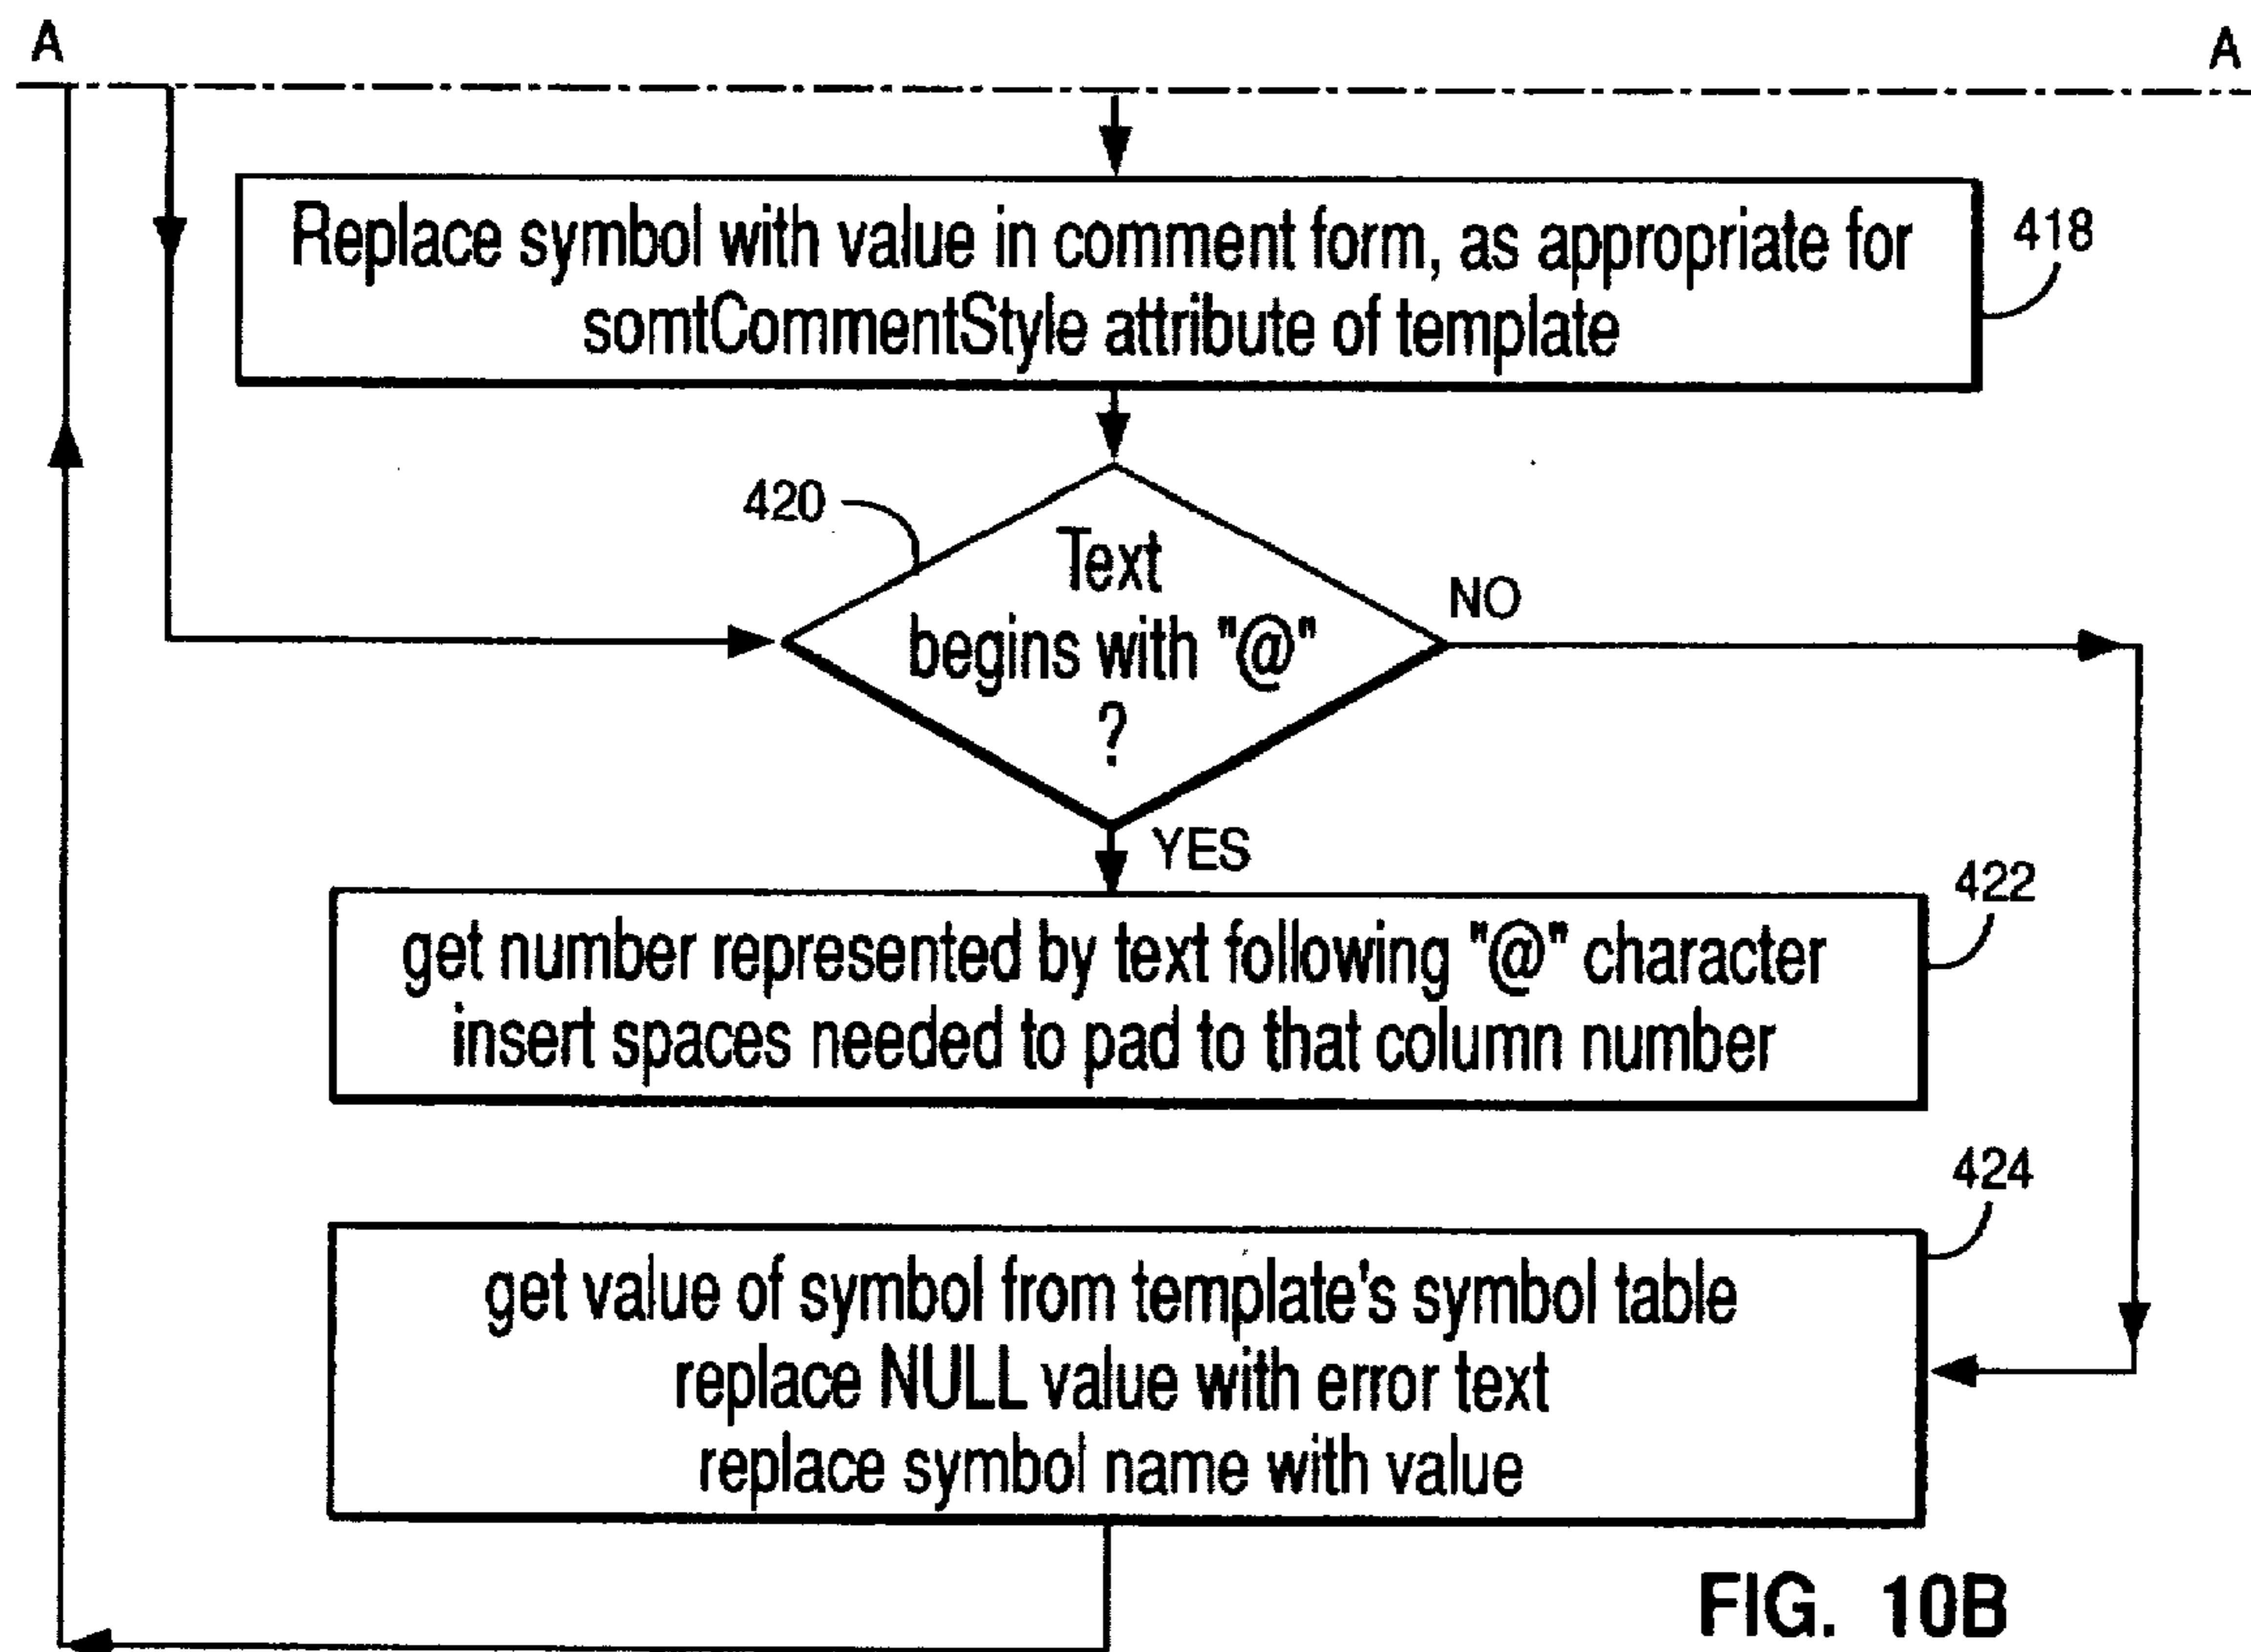 A
A
Replace symbol with value in comment form, as appropriate for
somtCommentStyle attribute of template
418
420
Text
begins with "@"
?
NO
YES
422
get number represented by text following "@" character
insert spaces needed to pad to that column number
424
get value of symbol from template's symbol table
replace NULL value with error text
replace symbol name with value
FIG. 10B